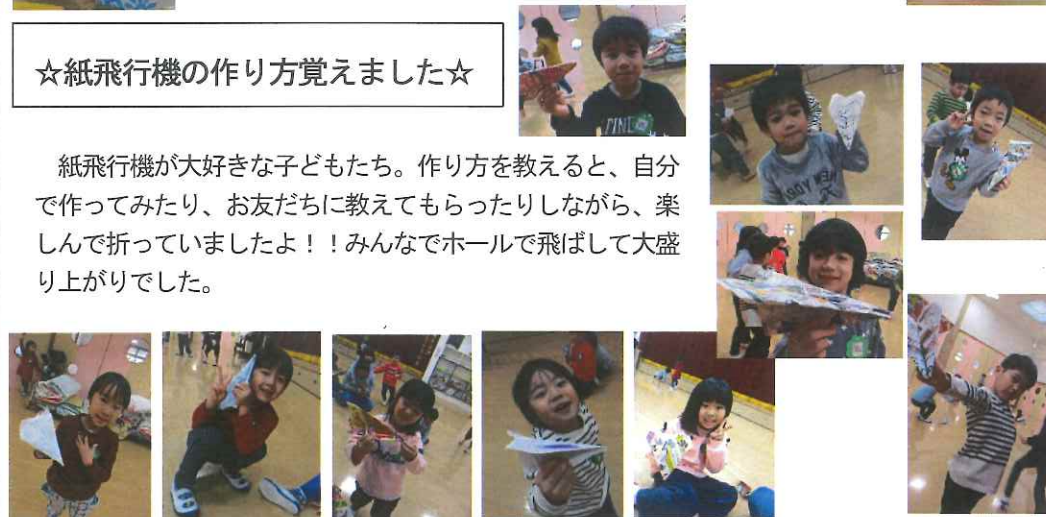 ☆紙飛行機の作り方覚えました☆
紙飛行機が大好きな子どもたち。作り方を教えると、自分
で作ってみたり、お友だちに教えてもらったりしながら、楽
しんで折っていましたよ！！みんなでホールで飛ばして大盛
り上がりでした。